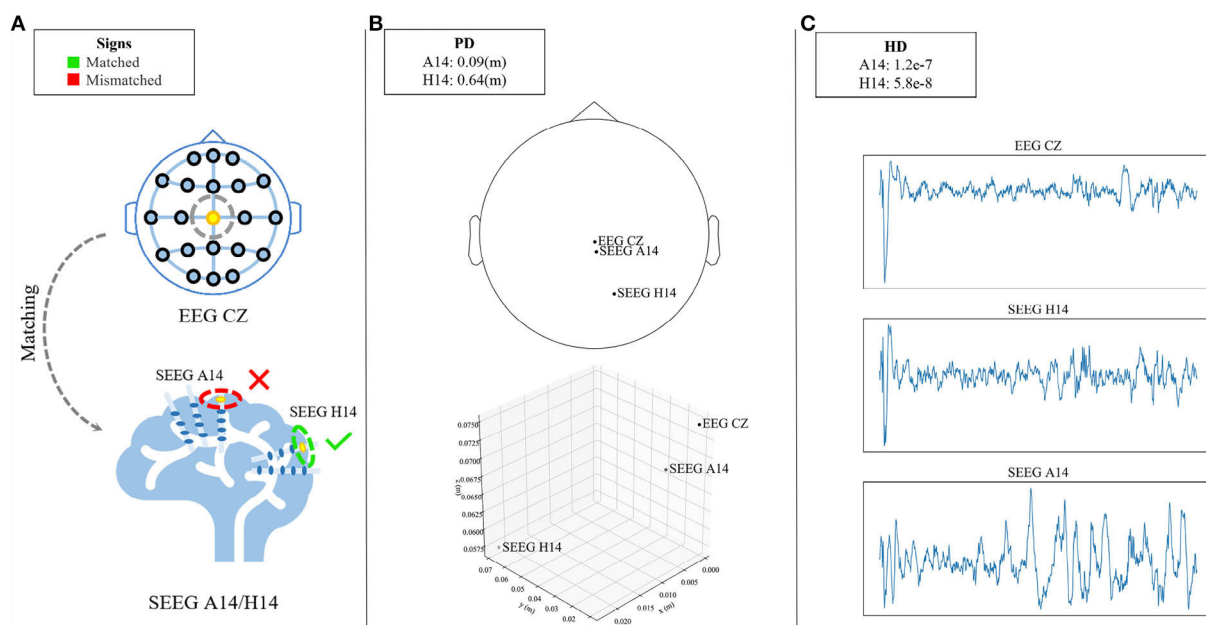 A
Signs
Matched
Mismatched
EEG CZ
Matching
SEEG A14
SEEG H14
SEEG A14/H14
B
PD
A14: 0.09(m)
H14: 0.64(m)
EEG CZ
SEEG A14
SEEG H14
0.0750
0.0725
0.0700
0.0675
0.0650
0.0625
0.0600
0.0575
z (m)
EEG CZ
SEEG A14
SEEG H14
0.07
0.06
0.05
0.04
0.03
0.02
y (m)
0.000
0.005
0.010
0.015
0.020
x (m)
C
HD
A14: 1.2e-7
H14: 5.8e-8
EEG CZ
SEEG H14
SEEG A14